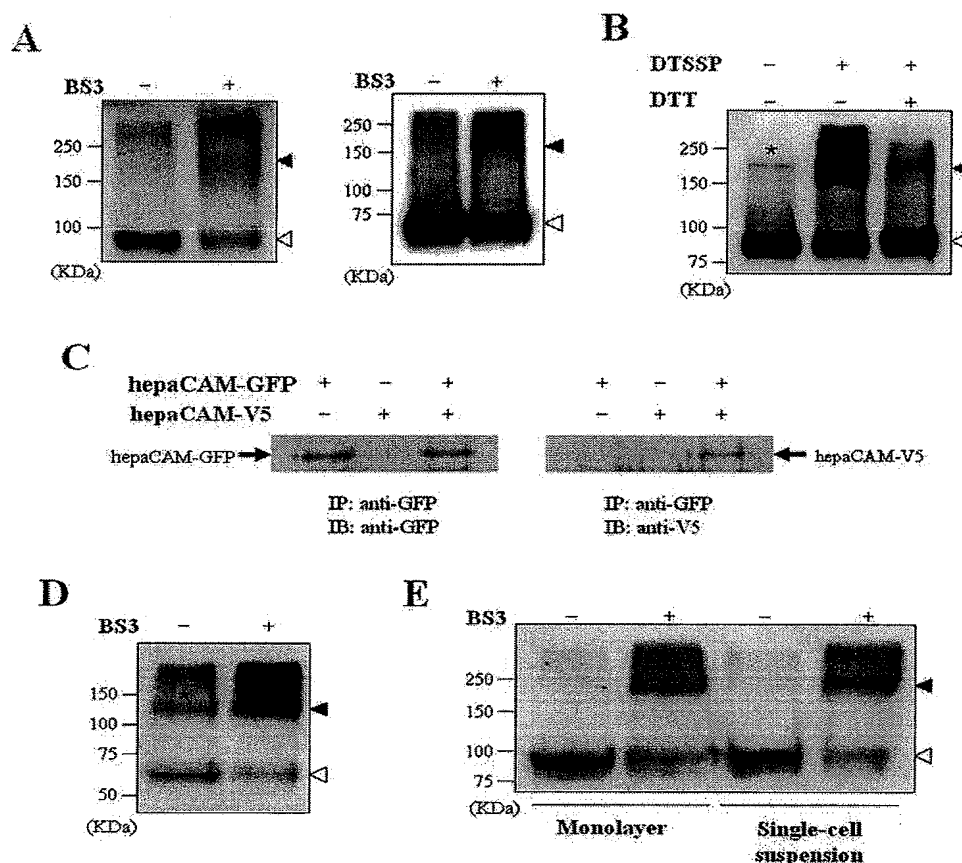 A
BS3 − +
250
150
100
(KDa)
BS3 − +
250
150
100
75
(KDa)
B
DTSSP − + +
DTT − − +
*
250
150
100
75
(KDa)
C
hepaCAM-GFP + − + + − +
hepaCAM-V5 − + + − + +
hepaCAM-GFP
hepaCAM-V5
IP: anti-GFP
IB: anti-GFP
IP: anti-GFP
IB: anti-V5
D
BS3 − +
150
100
75
50
(KDa)
E
BS3 − + − +
250
150
100
75
(KDa)
Monolayer
Single-cell
suspension